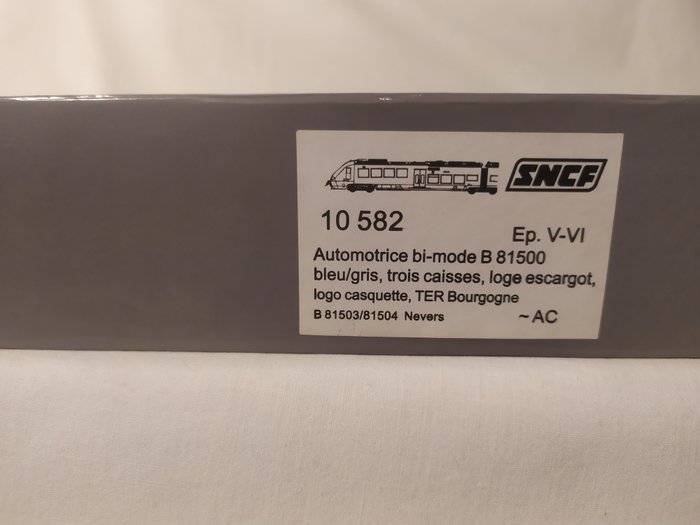 SNCF
10 582
Ep. V-VI
Automotrice bi-mode B 81500
bleu/gris, trois caisses, loge escargot,
logo casquette, TER Bourgogne
B 81503/81504 Nevers ~AC